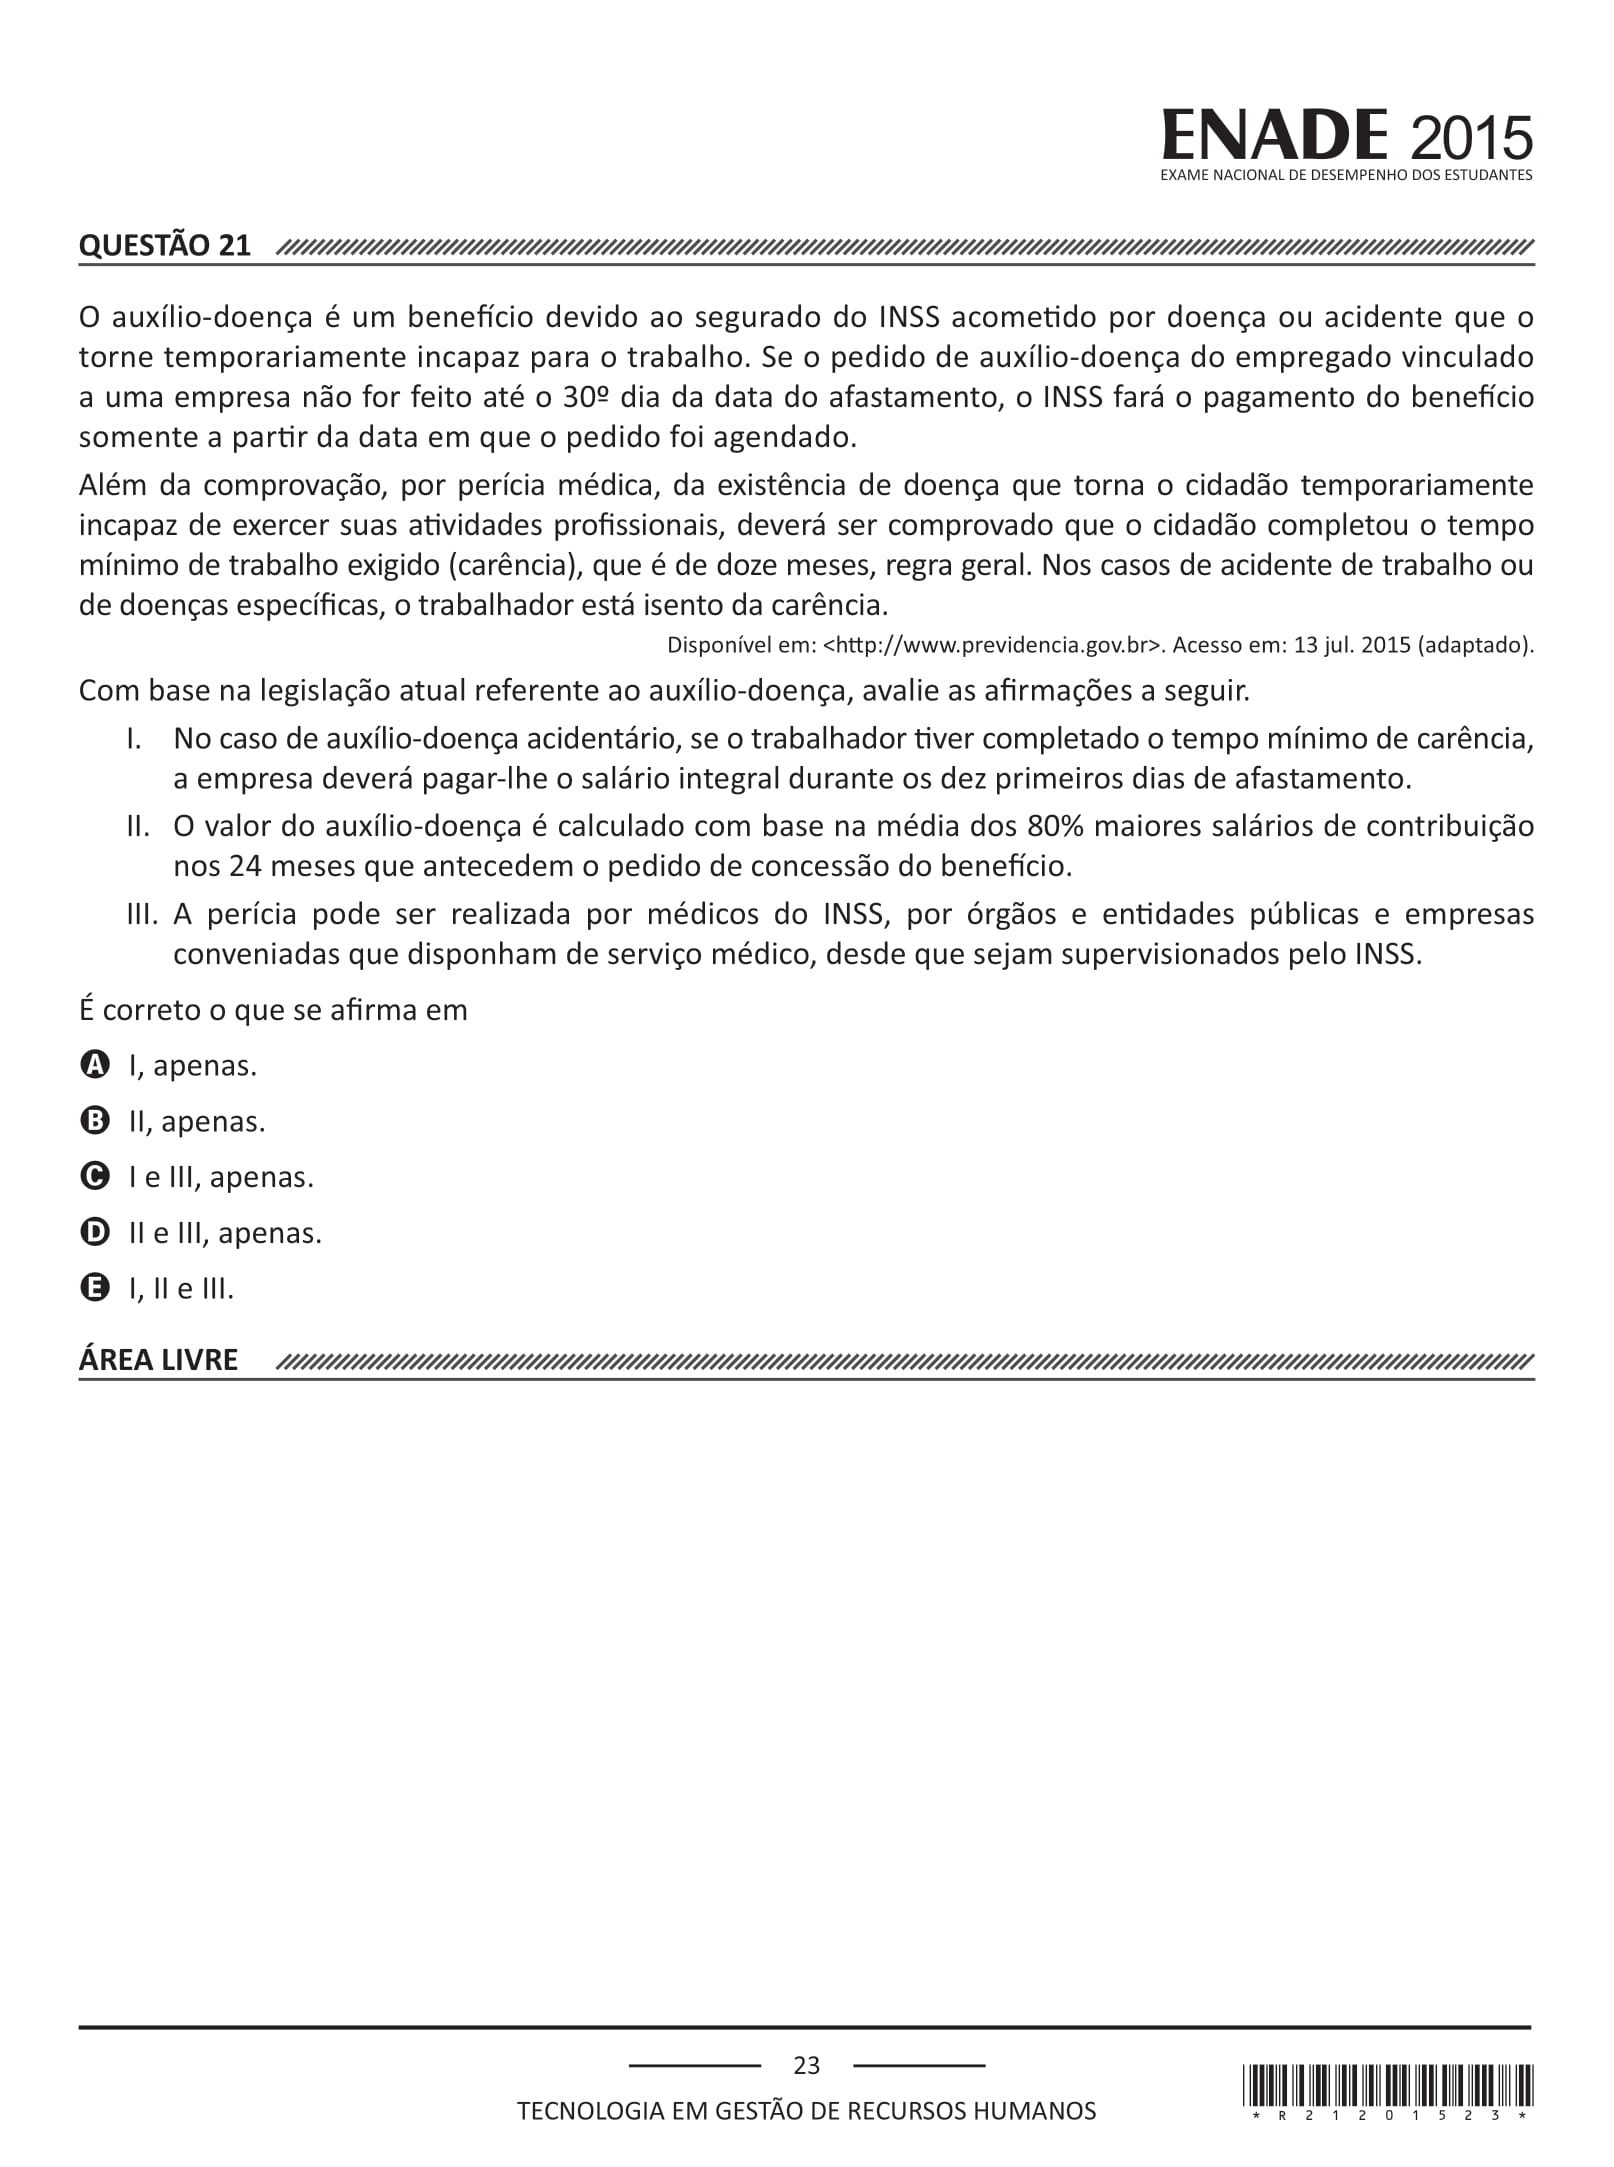 ENADE 2015
EXAME NACIONAL DE DESEMPENHO DOS ESTUDANTES
QUESTÃO 21
O auxílio-doença é um benefício devido ao segurado do INSS acometido por doença ou acidente que o
torne temporariamente incapaz para o trabalho. Se o pedido de auxílio-doença do empregado vinculado
a uma empresa não for feito até o 30º dia da data do afastamento, o INSS fará o pagamento do benefício
somente a partir da data em que o pedido foi agendado.
Além da comprovação, por perícia médica, da existência de doença que torna o cidadão temporariamente
incapaz de exercer suas atividades profissionais, deverá ser comprovado que o cidadão completou o tempo
mínimo de trabalho exigido (carência), que é de doze meses, regra geral. Nos casos de acidente de trabalho ou
de doenças específicas, o trabalhador está isento da carência.
Disponível em: <http://www.previdencia.gov.br>. Acesso em: 13 jul. 2015 (adaptado).
Com base na legislação atual referente ao auxílio-doença, avalie as afirmações a seguir.
I. No caso de auxílio-doença acidentário, se o trabalhador tiver completado o tempo mínimo de carência,
a empresa deverá pagar-lhe o salário integral durante os dez primeiros dias de afastamento.
II. O valor do auxílio-doença é calculado com base na média dos 80% maiores salários de contribuição
nos 24 meses que antecedem o pedido de concessão do benefício.
III. A perícia pode ser realizada por médicos do INSS, por órgãos e entidades públicas e empresas
conveniadas que disponham de serviço médico, desde que sejam supervisionados pelo INSS.
É correto o que se afirma em
A I, apenas.
B II, apenas.
C I e III, apenas.
D II e III, apenas.
E I, II e III.
ÁREA LIVRE
23
TECNOLOGIA EM GESTÃO DE RECURSOS HUMANOS
* R 2 1 2 0 1 5 2 3 *